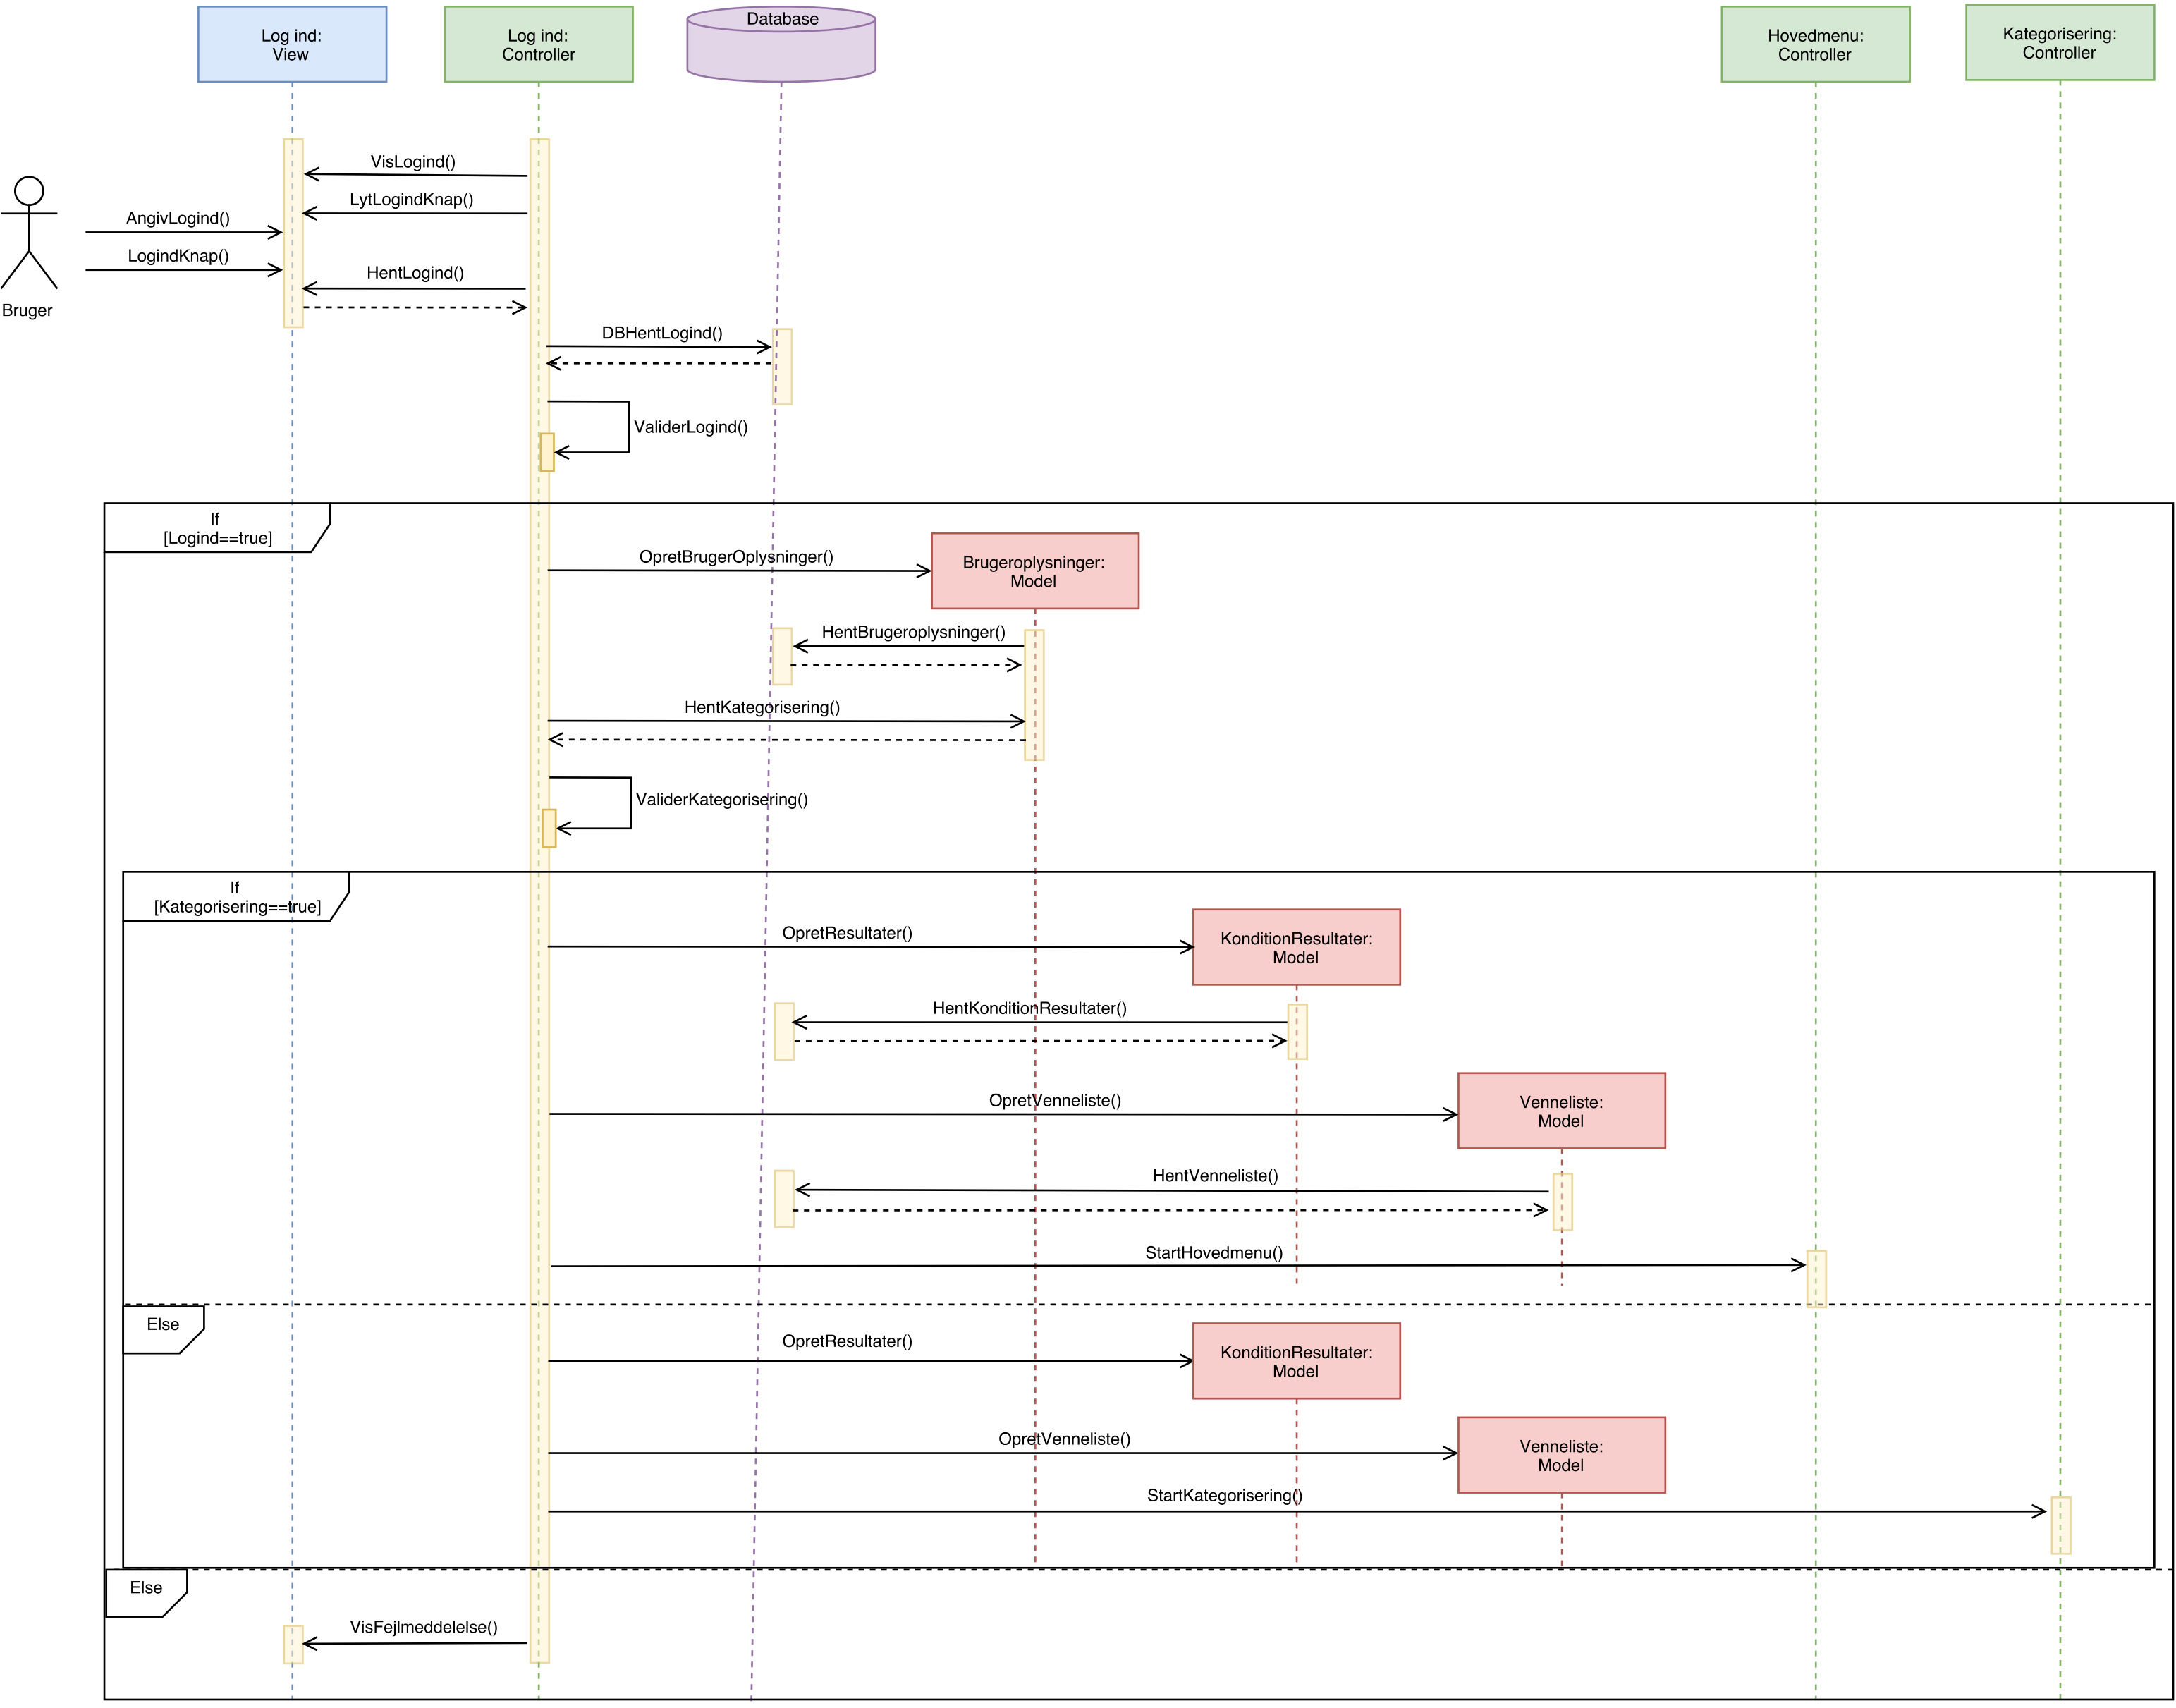 Log ind:
View
Log ind:
Controller
Database
Hovedmenu:
Controller
Kategorisering:
Controller
VisLogind()
LytLogindKnap()
AngivLogind()
LogindKnap()
HentLogind()
Bruger
DBHentLogind()
ValiderLogind()
If
[Logind==true]
OpretBrugerOplysninger()
Brugeroplysninger:
Model
HentBrugeroplysninger()
HentKategorisering()
ValiderKategorisering()
If
[Kategorisering==true]
OpretResultater()
KonditionResultater:
Model
HentKonditionResultater()
OpretVenneliste()
Venneliste:
Model
HentVenneliste()
StartHovedmenu()
Else
OpretResultater()
KonditionResultater:
Model
OpretVenneliste()
Venneliste:
Model
StartKategorisering()
Else
VisFejlmeddelelse()